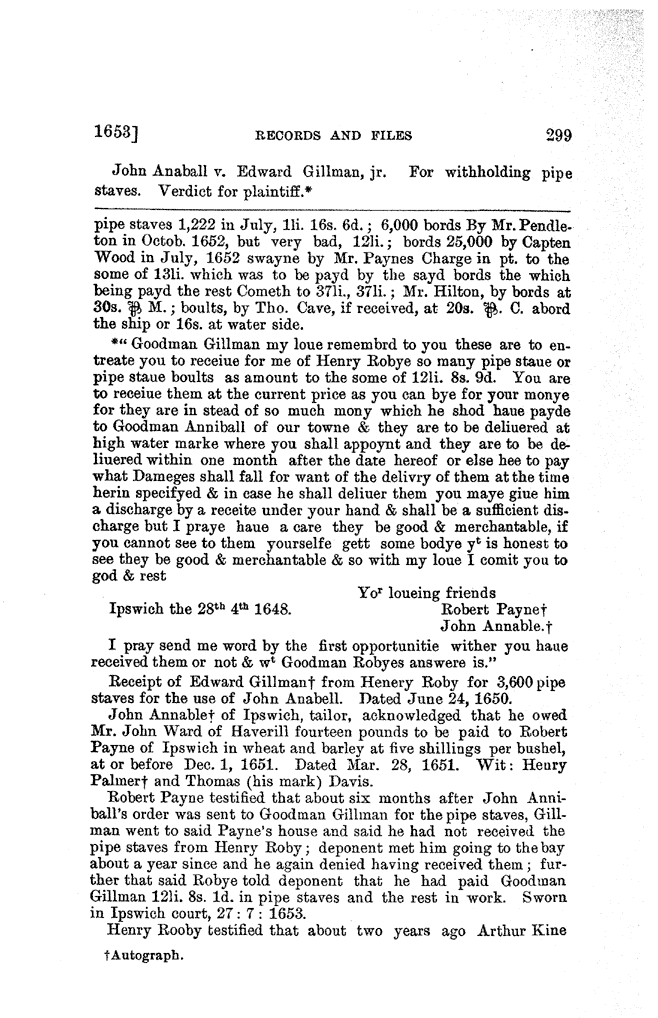 1653] RECORDS AND FILES 299
John Anaball v. Edward Gillman, jr. For withholding pipe
staves. Verdict for plaintiff.*
pipe staves 1,222 in July, 1li. 16s. 6d.; 6,000 bords By Mr. Pendle-
ton in Octob. 1652, but very bad, 12li.; bords 25,000 by Capten
Wood in July, 1652 swayne by Mr. Paynes Charge in pt. to the
some of 13li. which was to be payd by the sayd bords the which
being payd the rest Cometh to 37li., 37li.; Mr. Hilton, by bords at
30s. ⅌ M.; boults, by Tho. Cave, if received, at 20s. ⅌. C. abord
the ship or 16s. at water side.
*“Goodman Gillman my loue remembrd to you these are to en-
treate you to receiue for me of Henry Robye so many pipe staue or
pipe staue boults as amount to the some of 12li. 8s. 9d. You are
to receiue them at the current price as you can bye for your monye
for they are in stead of so much mony which he shod haue payde
to Goodman Anniball of our towne & they are to be deliuered at
high water marke where you shall appoynt and they are to be de-
liuered within one month after the date hereof or else hee to pay
what Dameges shall fall for want of the delivry of them at the time
herin specifyed & in case he shall deliuer them you maye giue him
a discharge by a receite under your hand & shall be a sufficient dis-
charge but I praye haue a care they be good & merchantable, if
you cannot see to them yourselfe gett some bodye yᵗ is honest to
see they be good & merchantable & so with my loue I comit you to
god & rest
Yoʳ loueing friends
Ipswich the 28ᵗʰ 4ᵗʰ 1648. Robert Payne†
John Annable.†
I pray send me word by the first opportunitie wither you haue
received them or not & wᵗ Goodman Robyes answere is.”
Receipt of Edward Gillman† from Henery Roby for 3,600 pipe
staves for the use of John Anabell. Dated June 24, 1650.
John Annable† of Ipswich, tailor, acknowledged that he owed
Mr. John Ward of Haverill fourteen pounds to be paid to Robert
Payne of Ipswich in wheat and barley at five shillings per bushel,
at or before Dec. 1, 1651. Dated Mar. 28, 1651. Wit: Henry
Palmer† and Thomas (his mark) Davis.
Robert Payne testified that about six months after John Anni-
ball's order was sent to Goodman Gillman for the pipe staves, Gill-
man went to said Payne's house and said he had not received the
pipe staves from Henry Roby; deponent met him going to the bay
about a year since and he again denied having received them; fur-
ther that said Robye told deponent that he had paid Goodman
Gillman 12li. 8s. 1d. in pipe staves and the rest in work. Sworn
in Ipswich court, 27: 7: 1653.
Henry Rooby testified that about two years ago Arthur Kine
†Autograph.